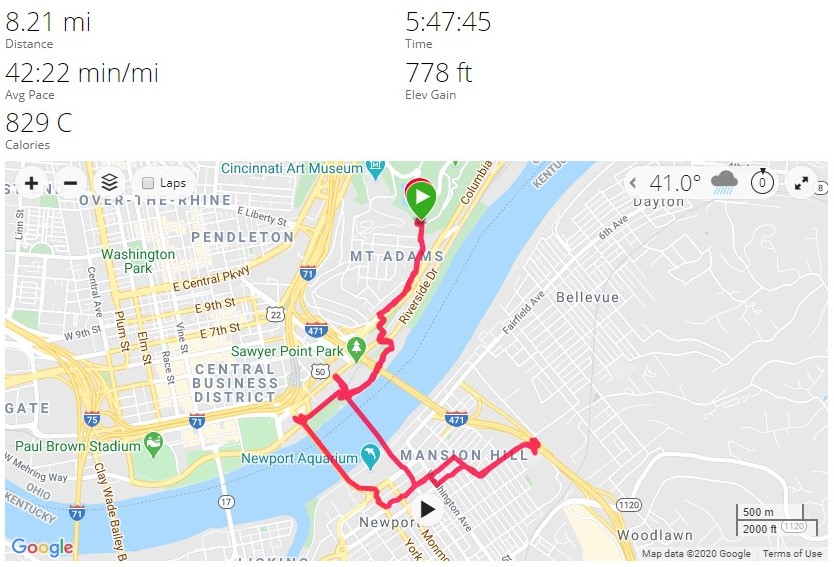 8.21 mi
Distance
5:47:45
Time
42:22 min/mi
Avg Pace
778 ft
Elev Gain
829 C
Calories
Laps
41.0°
0
Cincinnati Art Museum
Columbia
KENTU
8
OVER-THE-RHINE
Dayton
Linn St
E Liberty St
6th Ave
PENDLETON
Washington
Park
MT ADAMS
71
E Central Pkwy
Central Ave
Riverside Dr
Bellevue
E 9th St
22
Fairfield Ave
Plum St
Elm St
Vine St
Race St
E 7th St
W 9th St
471
Sawyer Point Park
50
CENTRAL
BUSINESS
DISTRICT
GATE
75
71
471
Paul Brown Stadium
Newport Aquarium
MANSION HILL
W Mehring Way
OHIO
KENTUCKY
71
Clay Wade Bailey B
17
Newport
York
Monmo
1120
500 m
2000 ft
1120
Woodlawn
Google
Map data ©2020 Google
Terms of Use